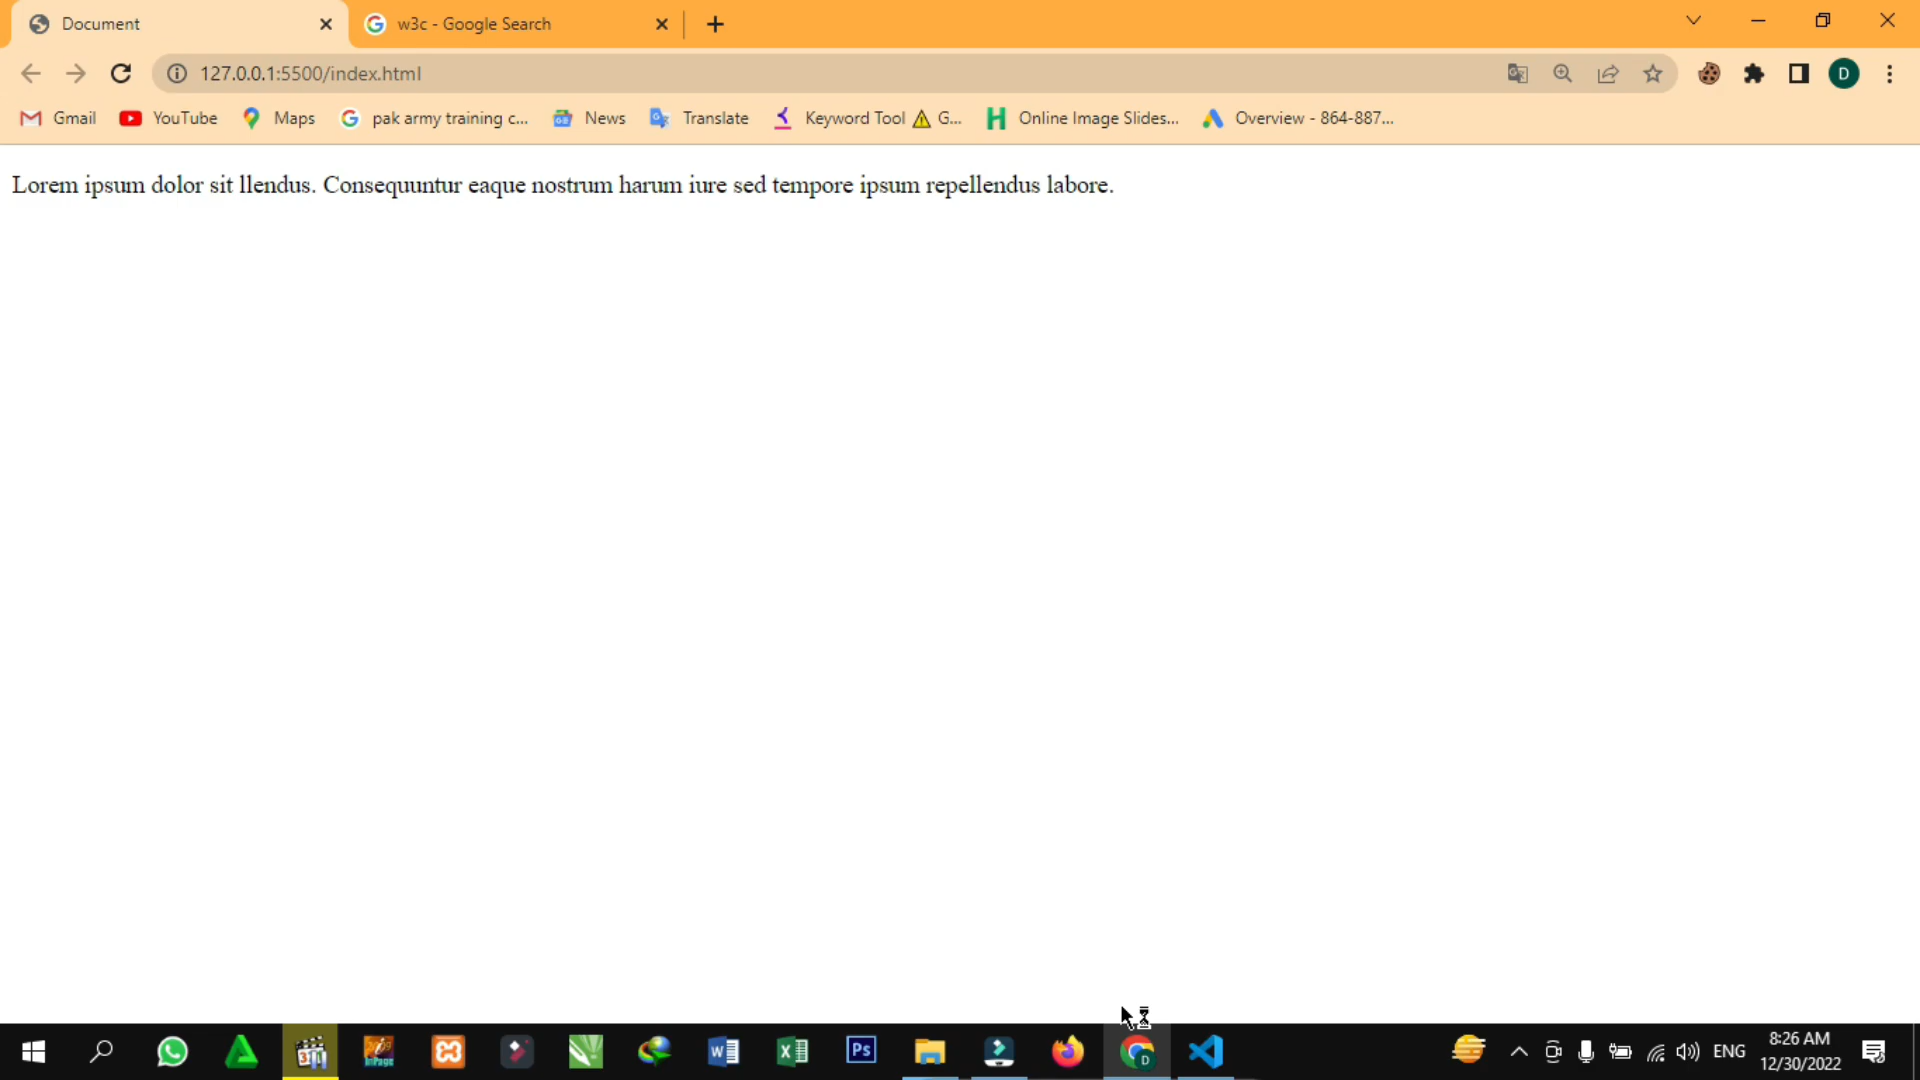 Document
w3c - Google Search
127.0.0.1:5500/index.html
D
Gmail YouTube Maps pak army training c... News Translate Keyword Tool ⚠ G... Online Image Slides... Overview - 864-887...
Lorem ipsum dolor sit llendus. Consequuntur eaque nostrum harum iure sed tempore ipsum repellendus labore.
Ps
D
ENG
8:26 AM
12/30/2022